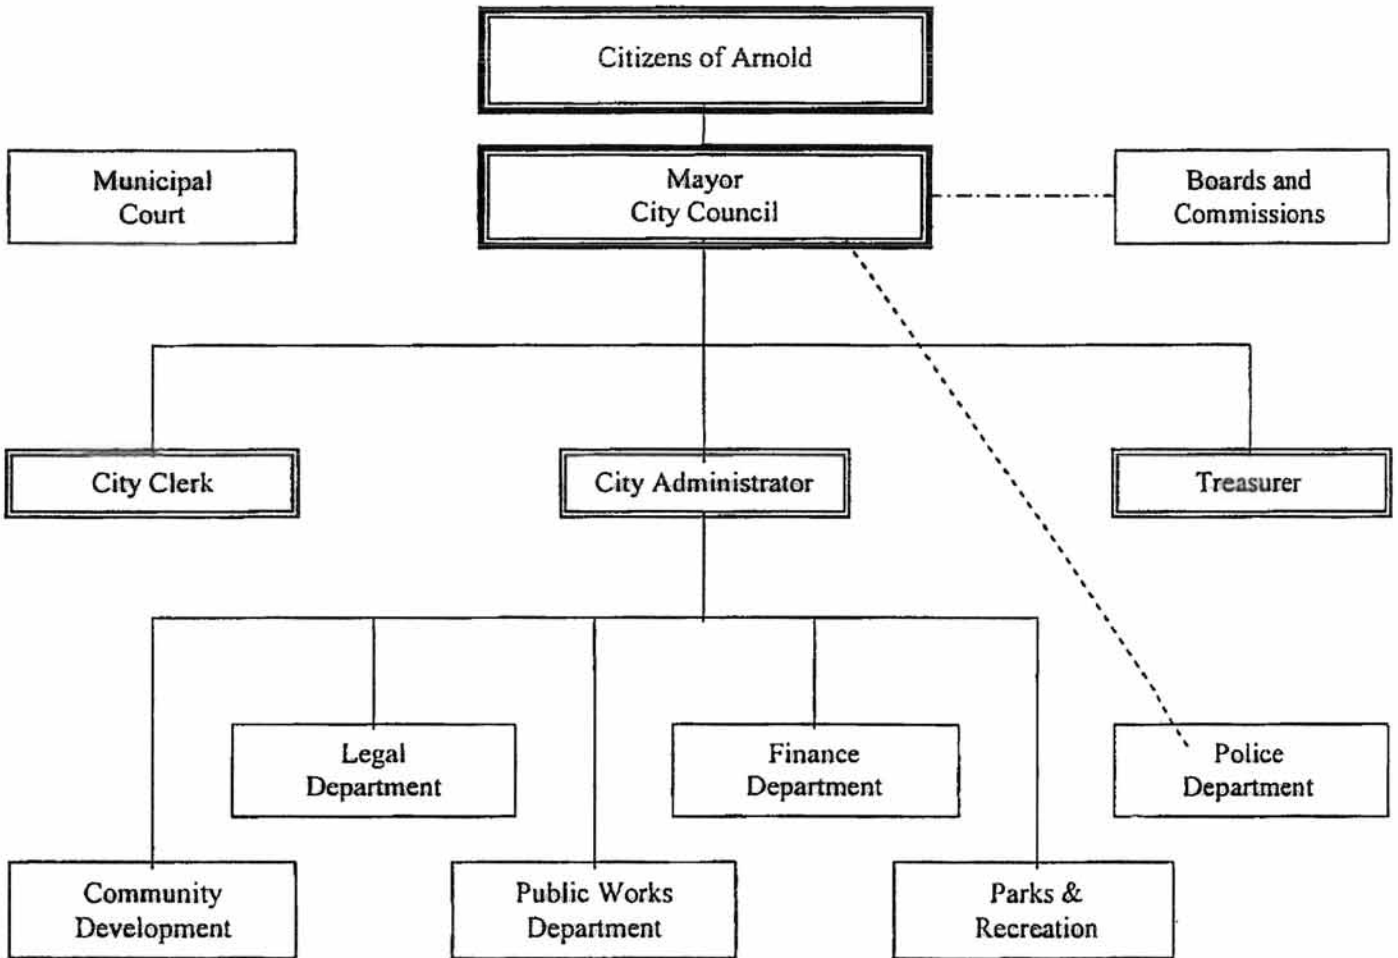 Citizens of Arnold
Municipal
Court
Mayor
City Council
Boards and
Commissions
City Clerk
City Administrator
Treasurer
Legal
Department
Finance
Department
Police
Department
Community
Development
Public Works
Department
Parks &
Recreation